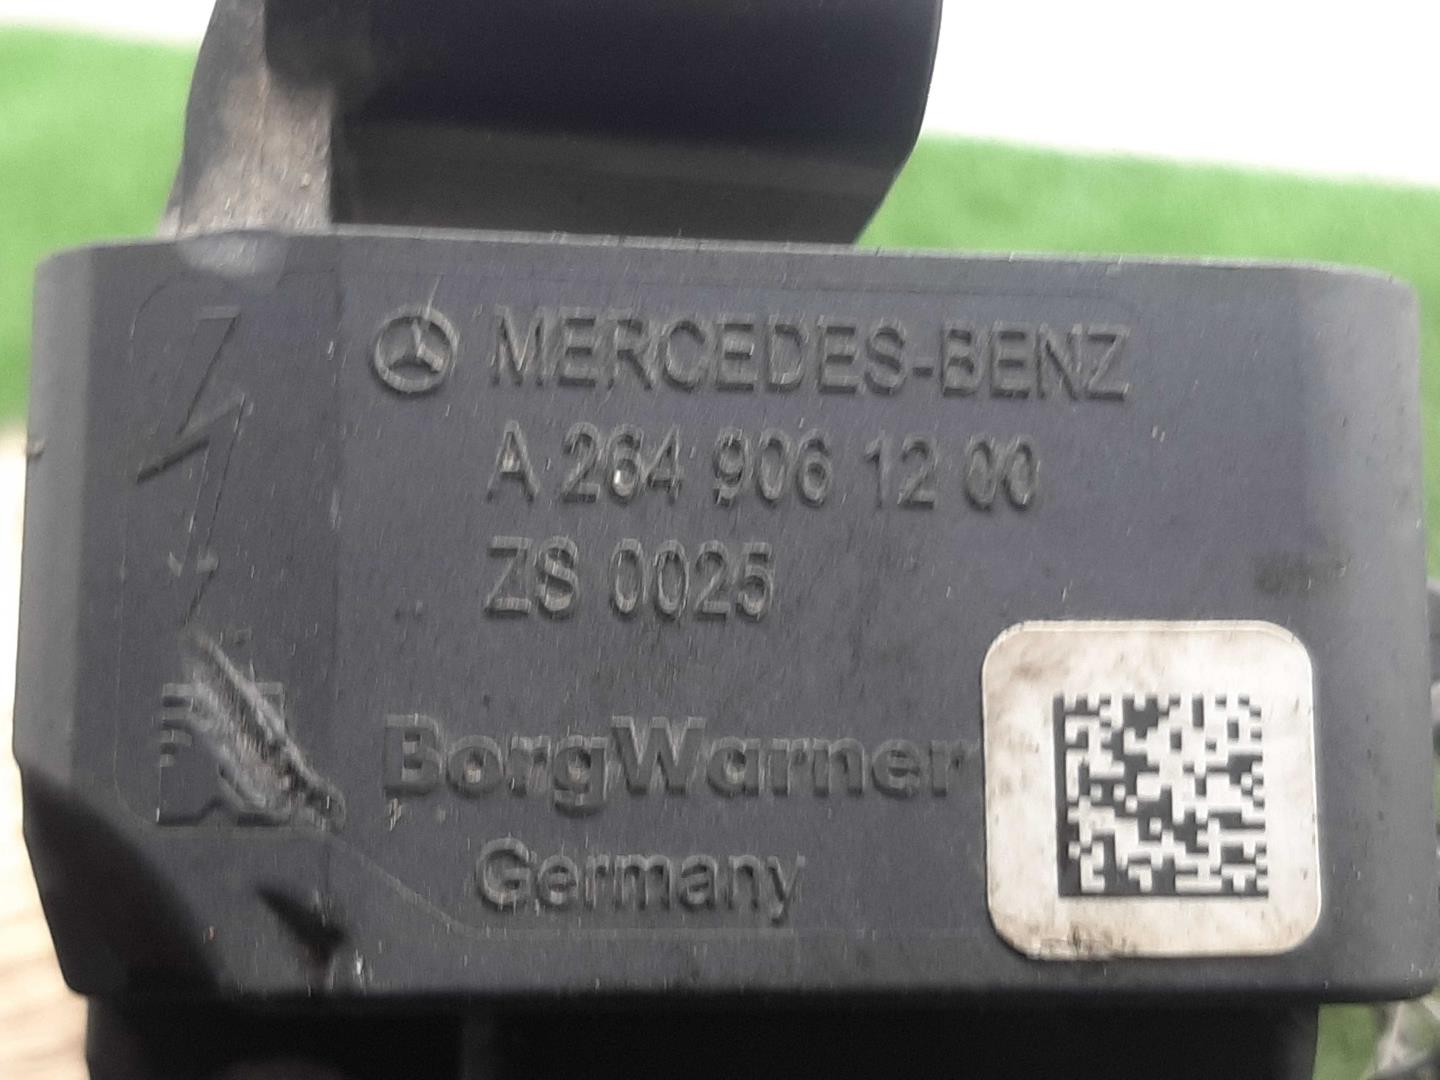 MERCEDES-BENZ
A 264 906 12 00
ZS 0025
BorgWarner
Germany